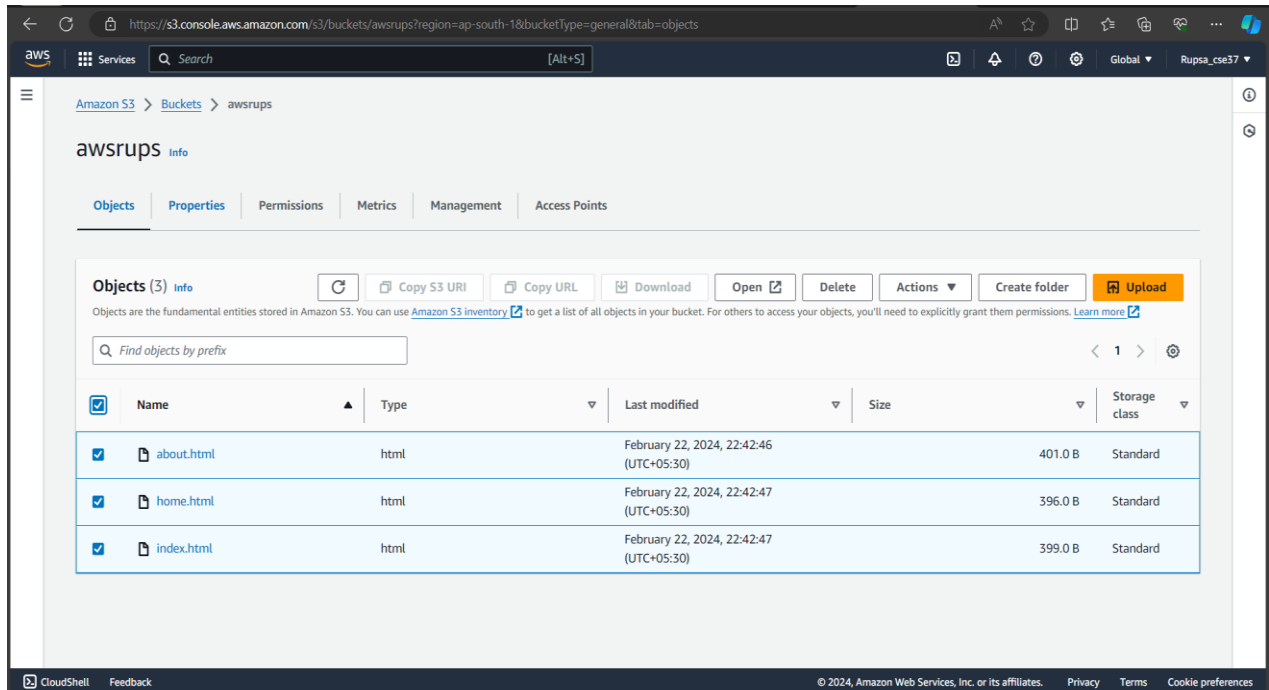 https://s3.console.aws.amazon.com/s3/buckets/awsrups?region=ap-south-1&bucketType=general&tab=objects
aws Services Search [Alt+S] Global Rupsa_cse37
Amazon S3 > Buckets > awsrups
awsrups Info
Objects Properties Permissions Metrics Management Access Points
Objects (3) Info Copy S3 URI Copy URL Download Open Delete Actions Create folder Upload
Objects are the fundamental entities stored in Amazon S3. You can use Amazon S3 inventory to get a list of all objects in your bucket. For others to access your objects, you'll need to explicitly grant them permissions. Learn more
Find objects by prefix < 1 >
Name Type Last modified Size Storage
class
about.html html February 22, 2024, 22:42:46 401.0 B Standard
(UTC+05:30)
home.html html February 22, 2024, 22:42:47 396.0 B Standard
(UTC+05:30)
index.html html February 22, 2024, 22:42:47 399.0 B Standard
(UTC+05:30)
CloudShell Feedback © 2024, Amazon Web Services, Inc. or its affiliates. Privacy Terms Cookie preferences